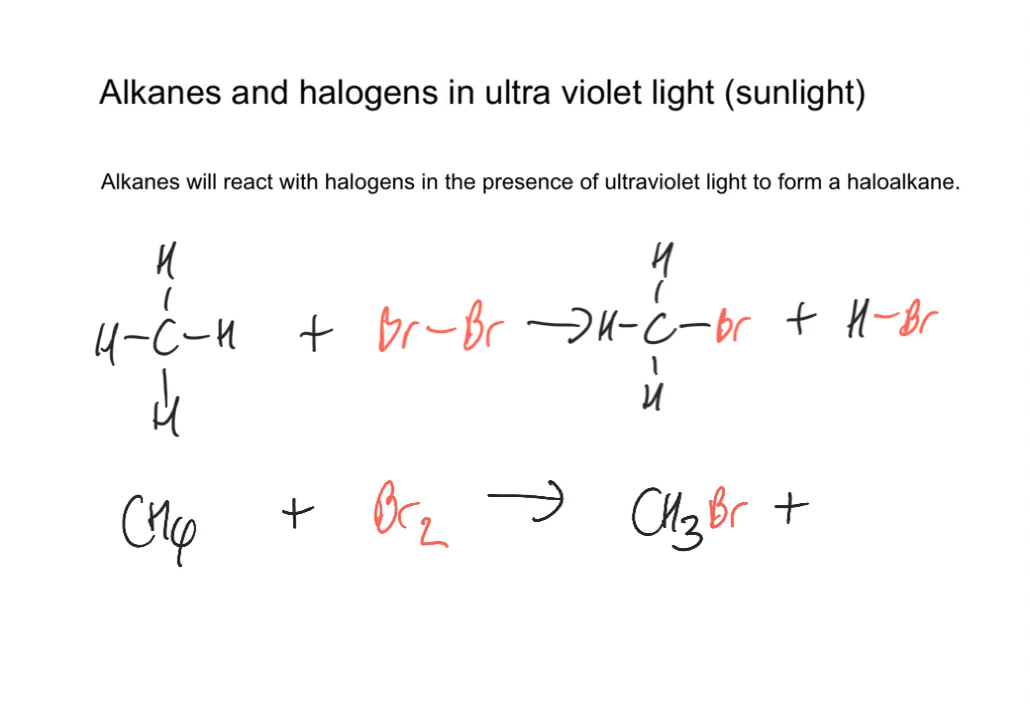 Alkanes and halogens in ultra violet light (sunlight)
Alkanes will react with halogens in the presence of ultraviolet light to form a haloalkane.
H H
H-C-H + Br-Br → H-C-Br + H-Br
H H
CH4 + Br2 → CH3Br +